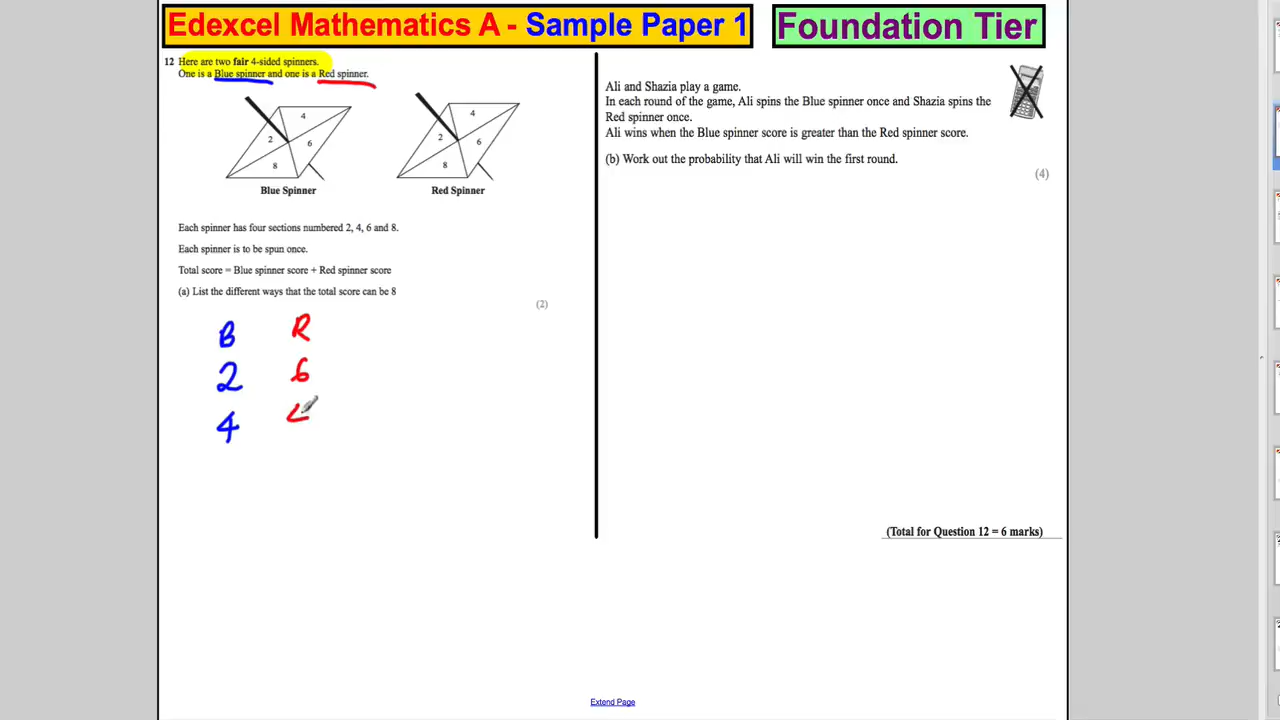 Edexcel Mathematics A - Sample Paper 1
Foundation Tier
12 Here are two fair 4-sided spinners.
One is a Blue spinner and one is a Red spinner.
4
2
6
8
Blue Spinner
4
2
6
8
Red Spinner
Each spinner has four sections numbered 2, 4, 6 and 8.
Each spinner is to be spun once.
Total score = Blue spinner score + Red spinner score
(a) List the different ways that the total score can be 8
(2)
B R
2 6
4
Ali and Shazia play a game.
In each round of the game, Ali spins the Blue spinner once and Shazia spins the
Red spinner once.
Ali wins when the Blue spinner score is greater than the Red spinner score.
(b) Work out the probability that Ali will win the first round.
(4)
(Total for Question 12 = 6 marks)
Extend Page